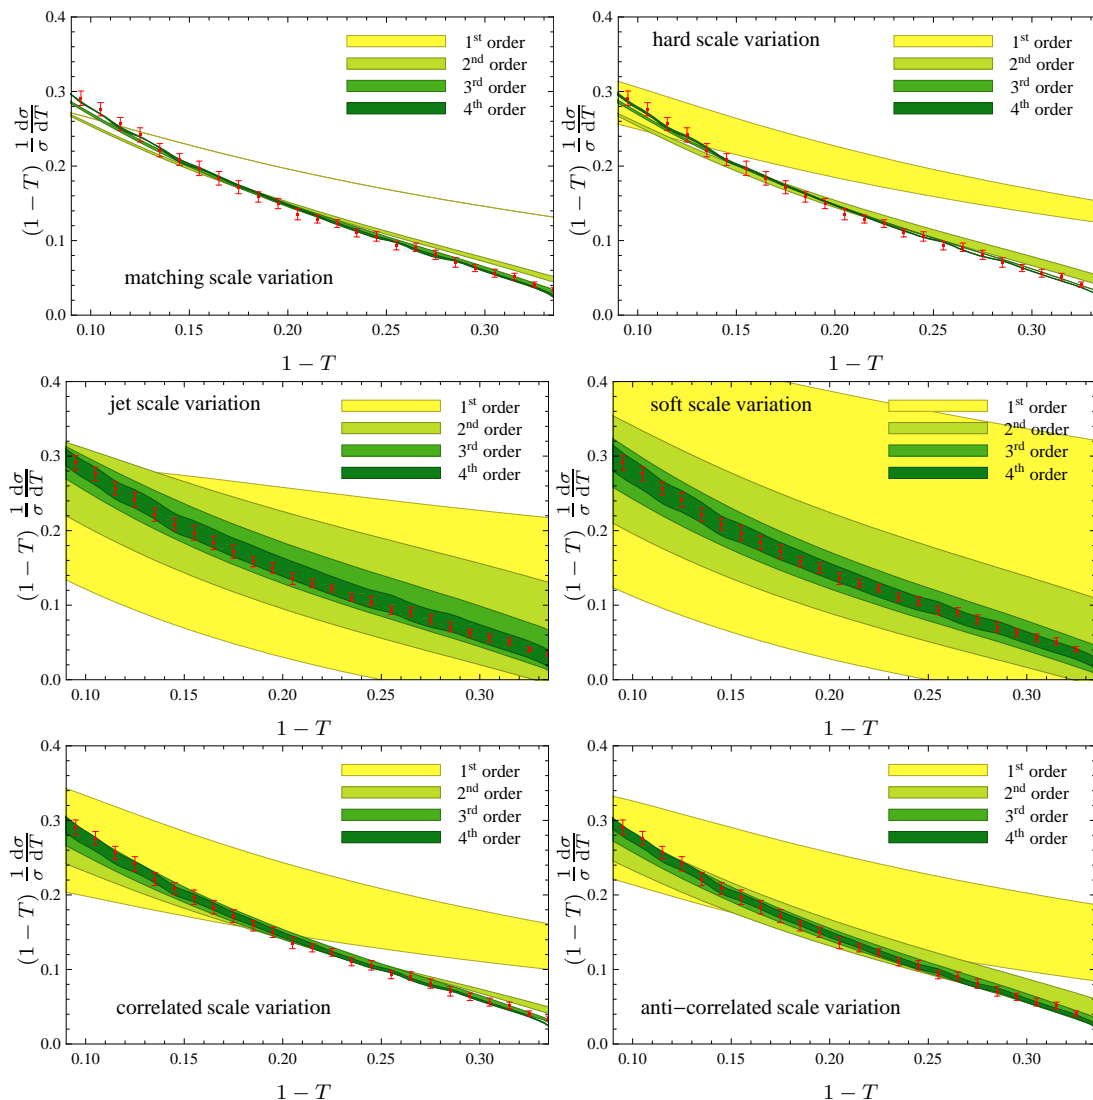 0.4
0.3
0.2
0.1
0.0
(1 − T) 1/σ dσ/dT
1st order
2nd order
3rd order
4th order
matching scale variation
0.10 0.15 0.20 0.25 0.30
1 − T
0.4
0.3
0.2
0.1
0.0
(1 − T) 1/σ dσ/dT
hard scale variation
1st order
2nd order
3rd order
4th order
0.10 0.15 0.20 0.25 0.30
1 − T
0.4
0.3
0.2
0.1
0.0
(1 − T) 1/σ dσ/dT
jet scale variation
1st order
2nd order
3rd order
4th order
0.10 0.15 0.20 0.25 0.30
1 − T
0.4
0.3
0.2
0.1
0.0
(1 − T) 1/σ dσ/dT
soft scale variation
1st order
2nd order
3rd order
4th order
0.10 0.15 0.20 0.25 0.30
1 − T
0.4
0.3
0.2
0.1
0.0
(1 − T) 1/σ dσ/dT
1st order
2nd order
3rd order
4th order
correlated scale variation
0.10 0.15 0.20 0.25 0.30
1 − T
0.4
0.3
0.2
0.1
0.0
(1 − T) 1/σ dσ/dT
1st order
2nd order
3rd order
4th order
anti−correlated scale variation
0.10 0.15 0.20 0.25 0.30
1 − T